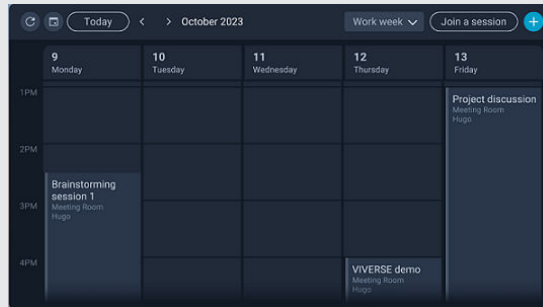 Today
October 2023
Work week
Join a session
9
Monday
10
Tuesday
11
Wednesday
12
Thursday
13
Friday
1PM
Project discussion
Meeting Room
Hugo
2PM
Brainstorming
session 1
Meeting Room
Hugo
3PM
4PM
VIVERSE demo
Meeting Room
Hugo